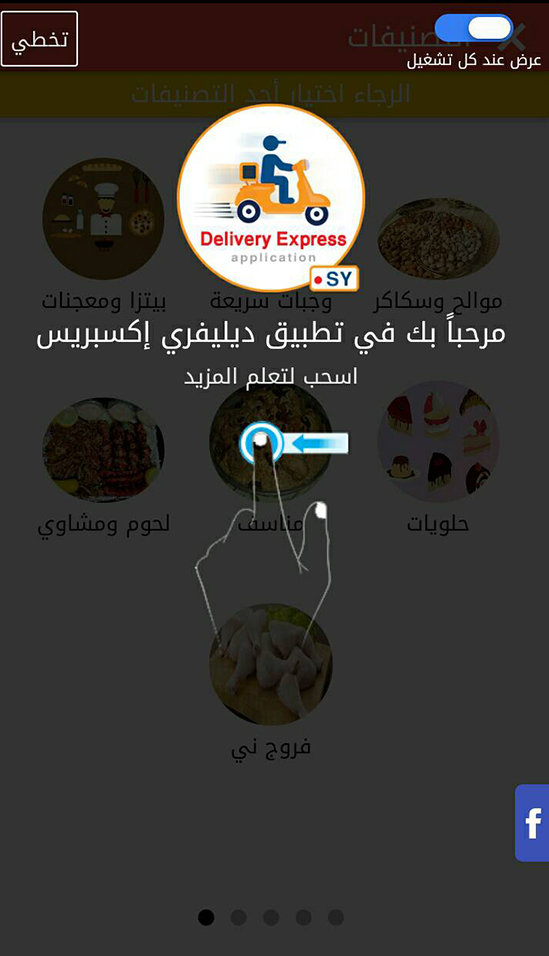 تخطي
التصنيفات
عرض عند كل تشغيل
الرجاء اختيار أحد التصنيفات
Delivery Express
application
SY
موالح وسكاكر
وجبات سريعة
بيتزا ومعجنات
مرحباً بك في تطبيق ديليفري إكسبريس
اسحب لتعلم المزيد
حلويات
مناسف
لحوم ومشاوي
فروج ني
f